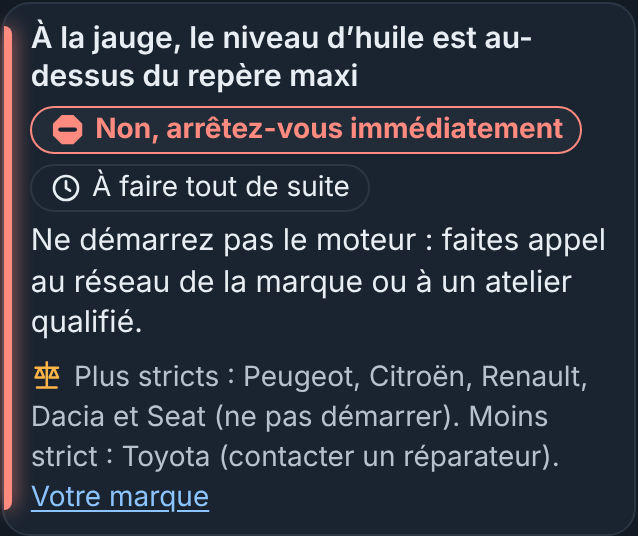 À la jauge, le niveau d’huile est au-
dessus du repère maxi
Non, arrêtez-vous immédiatement
À faire tout de suite
Ne démarrez pas le moteur : faites appel
au réseau de la marque ou à un atelier
qualifié.
Plus stricts : Peugeot, Citroën, Renault,
Dacia et Seat (ne pas démarrer). Moins
strict : Toyota (contacter un réparateur).
Votre marque